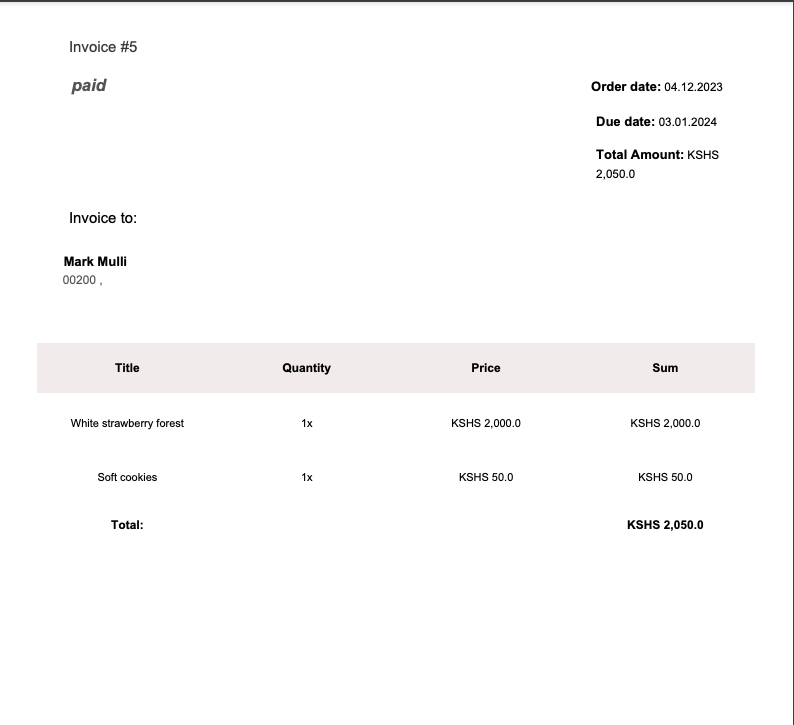 Invoice #5
paid
Order date: 04.12.2023
Due date: 03.01.2024
Total Amount: KSHS
2,050.0
Invoice to:
Mark Mulli
00200 ,
Title Quantity Price Sum
White strawberry forest 1x KSHS 2,000.0 KSHS 2,000.0
Soft cookies 1x KSHS 50.0 KSHS 50.0
Total: KSHS 2,050.0